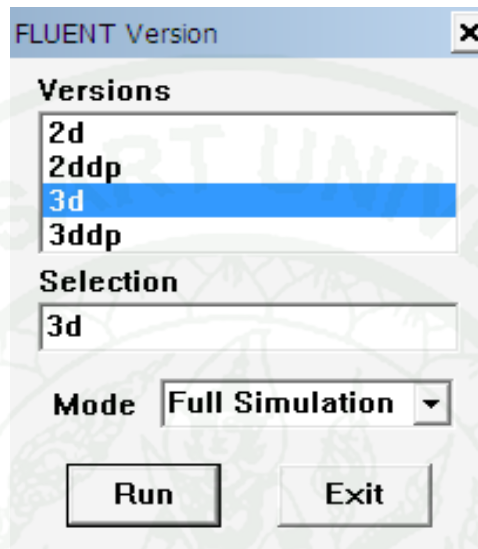 FLUENT Version
Versions
2d
2ddp
3d
3ddp
Selection
3d
Mode Full Simulation
Run Exit